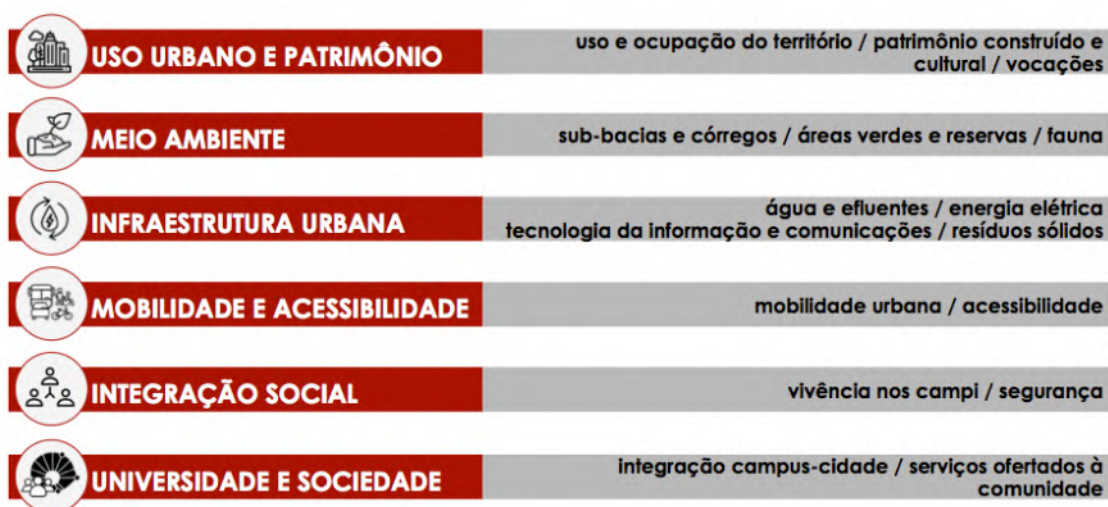 USO URBANO E PATRIMÔNIO
uso e ocupação do território / patrimônio construído e
cultural / vocações
MEIO AMBIENTE
sub-bacias e córregos / áreas verdes e reservas / fauna
INFRAESTRUTURA URBANA
água e efluentes / energia elétrica
tecnologia da informação e comunicações / resíduos sólidos
MOBILIDADE E ACESSIBILIDADE
mobilidade urbana / acessibilidade
INTEGRAÇÃO SOCIAL
vivência nos campi / segurança
UNIVERSIDADE E SOCIEDADE
integração campus-cidade / serviços ofertados à
comunidade